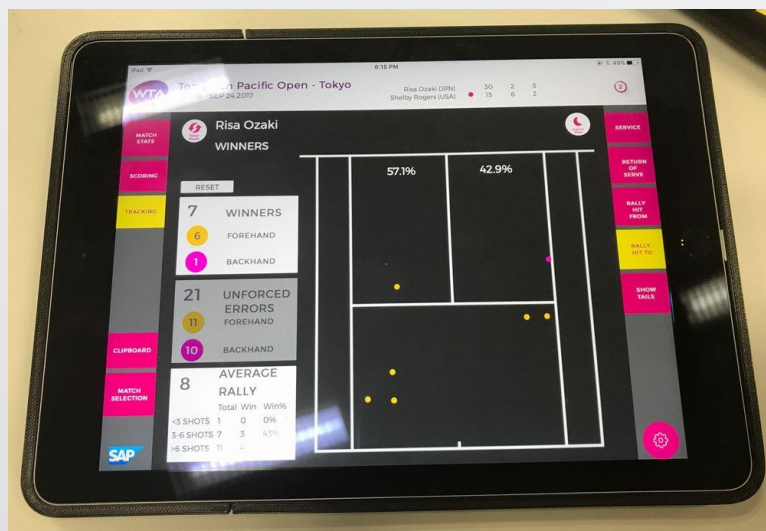 iPad
6:15 PM
49%
WTA
Pacific Open - Tokyo
SEP 24, 2017
Risa Ozaki (JPN) 30 2 5
Shelby Rogers (USA) 15 6 2
2
MATCH STATS
SCORING
TRACKING
CLIPBOARD
MATCH SELECTION
SAP
Risa Ozaki
WINNERS
RESET
7 WINNERS
6 FOREHAND
1 BACKHAND
21 UNFORCED ERRORS
11 FOREHAND
10 BACKHAND
8 AVERAGE RALLY
Total Win Win%
<3 SHOTS 1 0 0%
3-6 SHOTS 7 3 43%
>6 SHOTS 11 4
57.1% 42.9%
SERVICE
RETURN OF SERVE
RALLY HIT FROM
RALLY HIT TO
SHOW TAILS